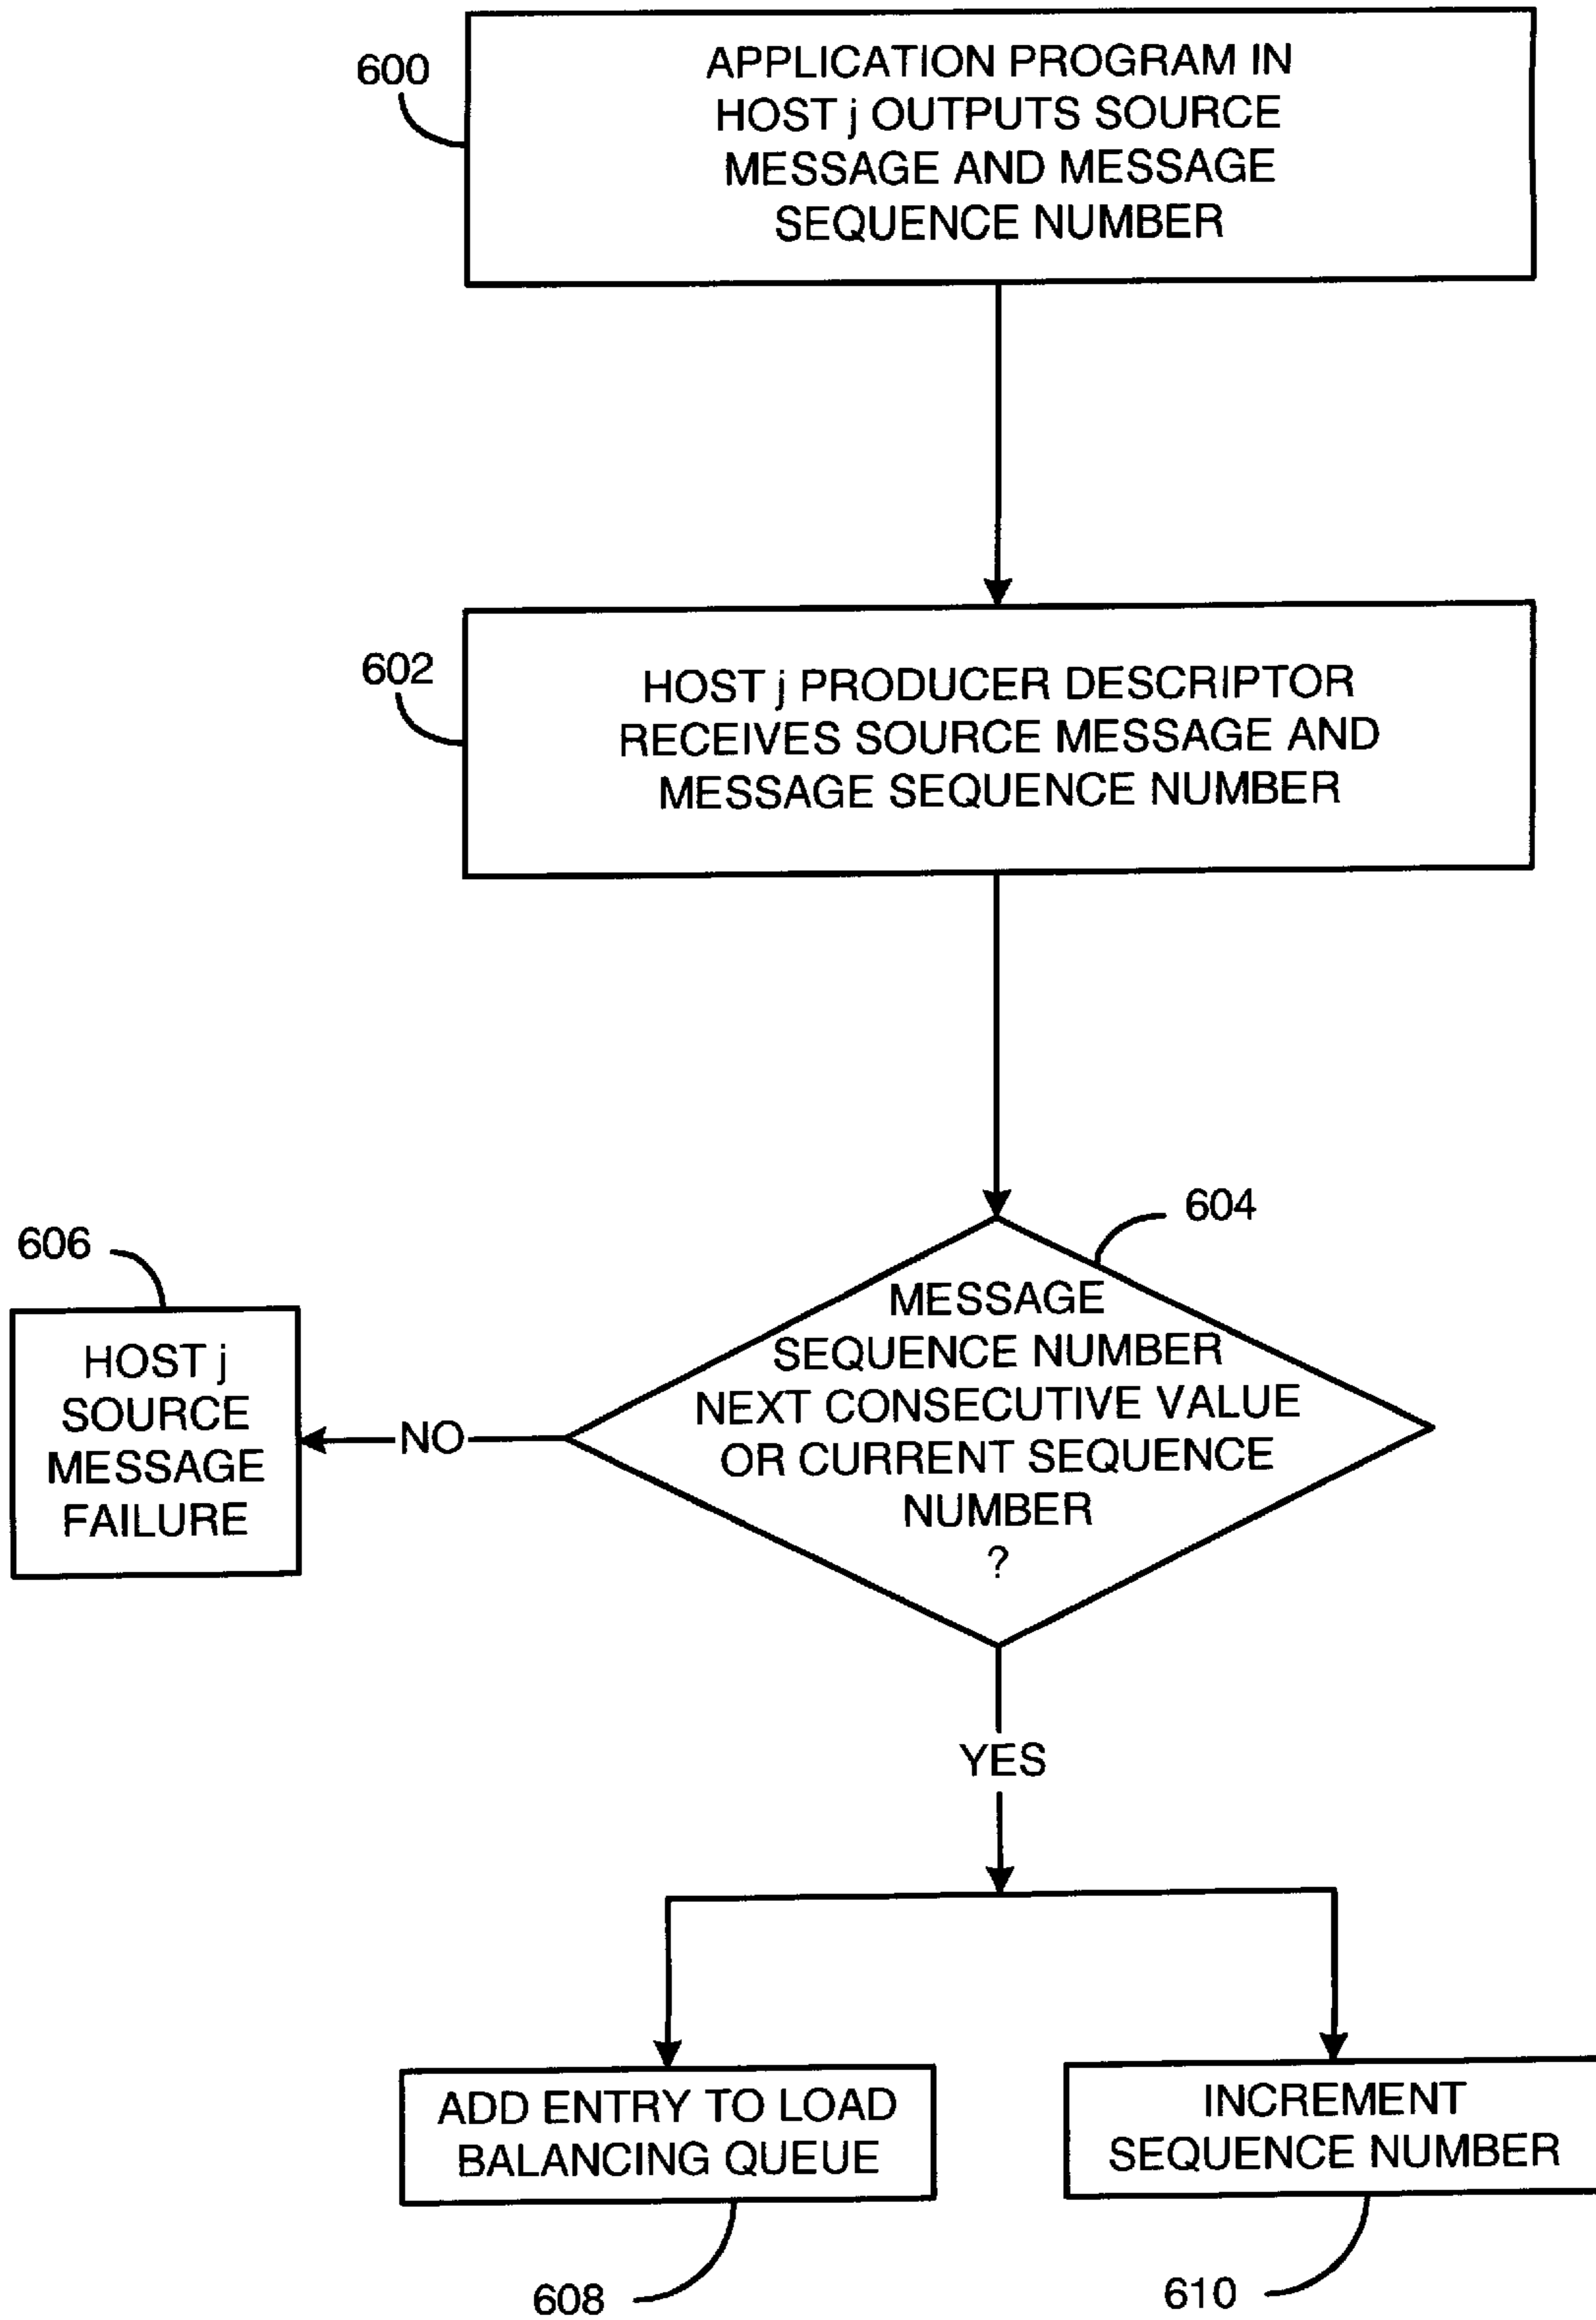 600
APPLICATION PROGRAM IN
HOST j OUTPUTS SOURCE
MESSAGE AND MESSAGE
SEQUENCE NUMBER
602
HOST j PRODUCER DESCRIPTOR
RECEIVES SOURCE MESSAGE AND
MESSAGE SEQUENCE NUMBER
604
MESSAGE
SEQUENCE NUMBER
NEXT CONSECUTIVE VALUE
OR CURRENT SEQUENCE
NUMBER
?
606
HOST j
SOURCE
MESSAGE
FAILURE
NO
YES
ADD ENTRY TO LOAD
BALANCING QUEUE
608
INCREMENT
SEQUENCE NUMBER
610